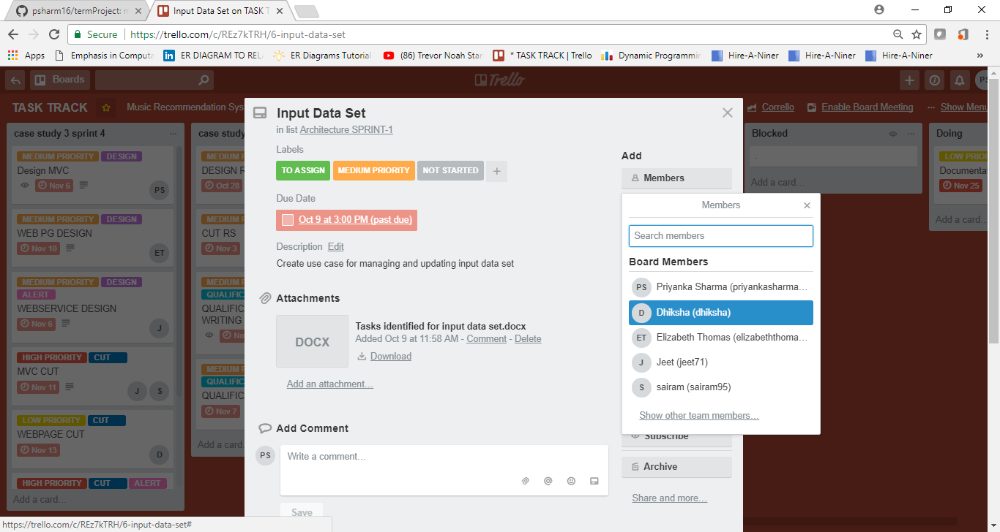 psharm16/termProject: m
Input Data Set on TASK T
Secure
https://trello.com/c/REz7kTRH/6-input-data-set
Apps
Emphasis in Computa
ER DIAGRAM TO REL
ER Diagrams Tutorial
(86) Trevor Noah Star
* TASK TRACK | Trello
Dynamic Programmin
Hire-A-Niner
Hire-A-Niner
Hire-A-Niner
»
Boards
Trello
PS
TASK TRACK
Music Recommendation Sys
Corrello
Enable Board Meeting
Show Menu
case study 3 sprint 4
MEDIUM PRIORITY DESIGN
Design MVC
Nov 6
PS
MEDIUM PRIORITY DESIGN
WEB PG DESIGN
Nov 10
ET
MEDIUM PRIORITY DESIGN
ALERT
WEBSERVICE DESIGN
Nov 6
J
HIGH PRIORITY CUT
MVC CUT
Nov 11
J S
LOW PRIORITY CUT
WEBPAGE CUT
Nov 13
D
HIGH PRIORITY CUT ALERT
Add a card...
case study
MEDIUM P
DESIGN R
Oct 28
MEDIUM P
CUT RS
Nov 3
MEDIUM P
QUALIFIC
QUALIFIC
WRITING
No
MEDIUM P
QUALIFIC
QUALIFIC
Nov 7
Add a card.
Input Data Set
in list Architecture SPRINT-1
Labels
TO ASSIGN MEDIUM PRIORITY NOT STARTED +
Due Date
Oct 9 at 3:00 PM (past due)
Description Edit
Create use case for managing and updating input data set
Attachments
DOCX
Tasks identified for input data set.docx
Added Oct 9 at 11:58 AM - Comment - Delete
Download
Add an attachment…
Add Comment
PS
Write a comment…
Save
Add
Members
Members
Search members
Board Members
PS Priyanka Sharma (priyankasharma…
D Dhiksha (dhiksha)
ET Elizabeth Thomas (elizabeththoma…
J Jeet (jeet71)
S sairam (sairam95)
Show other team members…
Subscribe
Archive
Share and more…
Blocked
.
Add a card...
Doing
LOW PRIOR
Documentat
Nov 25
Add a card...
https://trello.com/c/REz7kTRH/6-input-data-set#